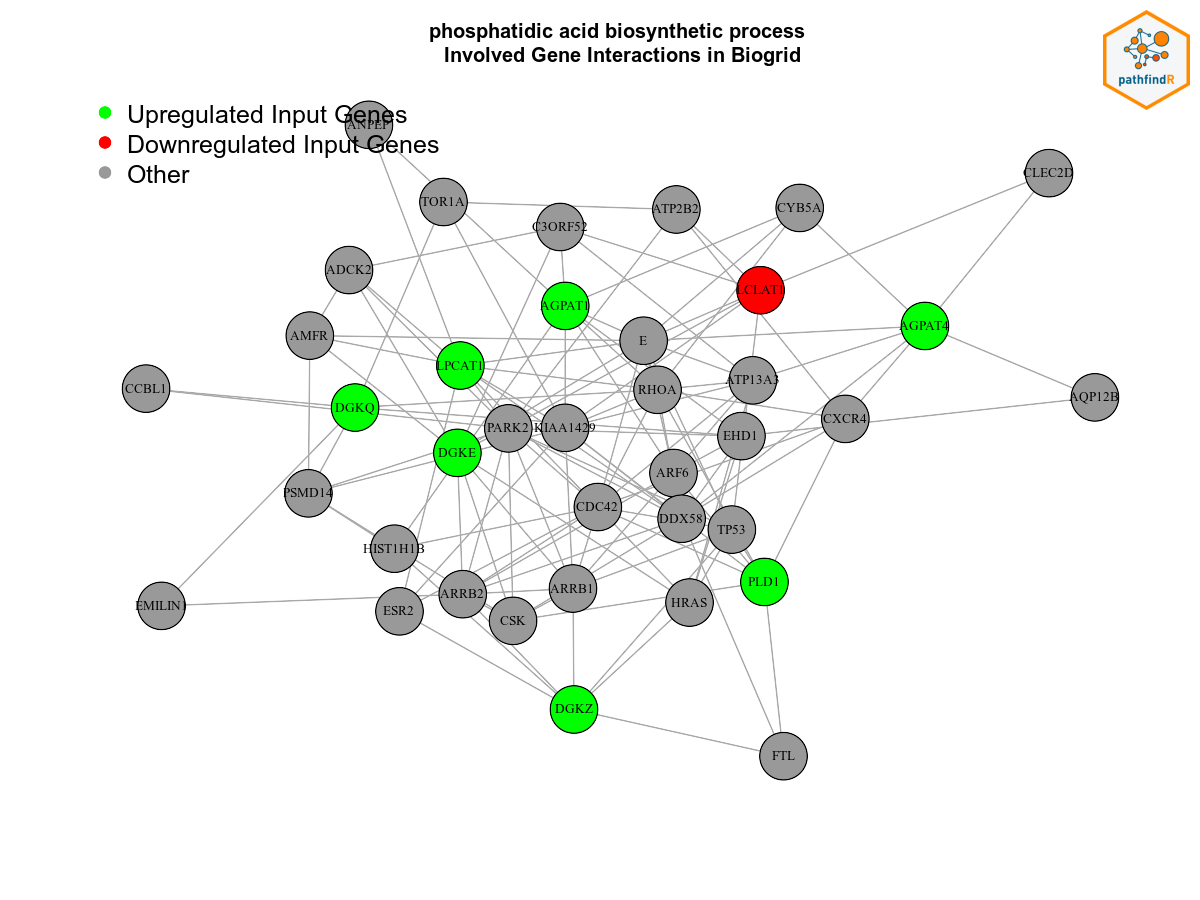 phosphatidic acid biosynthetic process
Involved Gene Interactions in Biogrid
pathfindR
Upregulated Input Genes
Downregulated Input Genes
Other
ANPEP
CLEC2D
TOR1A
ATP2B2
CYB5A
C3ORF52
ADCK2
LCLAT1
AGPAT1
AGPAT4
AMFR
E
LPCAT1
ATP13A3
CCBL1
RHOA
AQP12B
DGKQ
CXCR4
PARK2
KIAA1429
EHD1
DGKE
ARF6
PSMD14
CDC42
DDX58
TP53
HIST1H1B
PLD1
ARRB1
ARRB2
HRAS
EMILIN1
ESR2
CSK
DGKZ
FTL